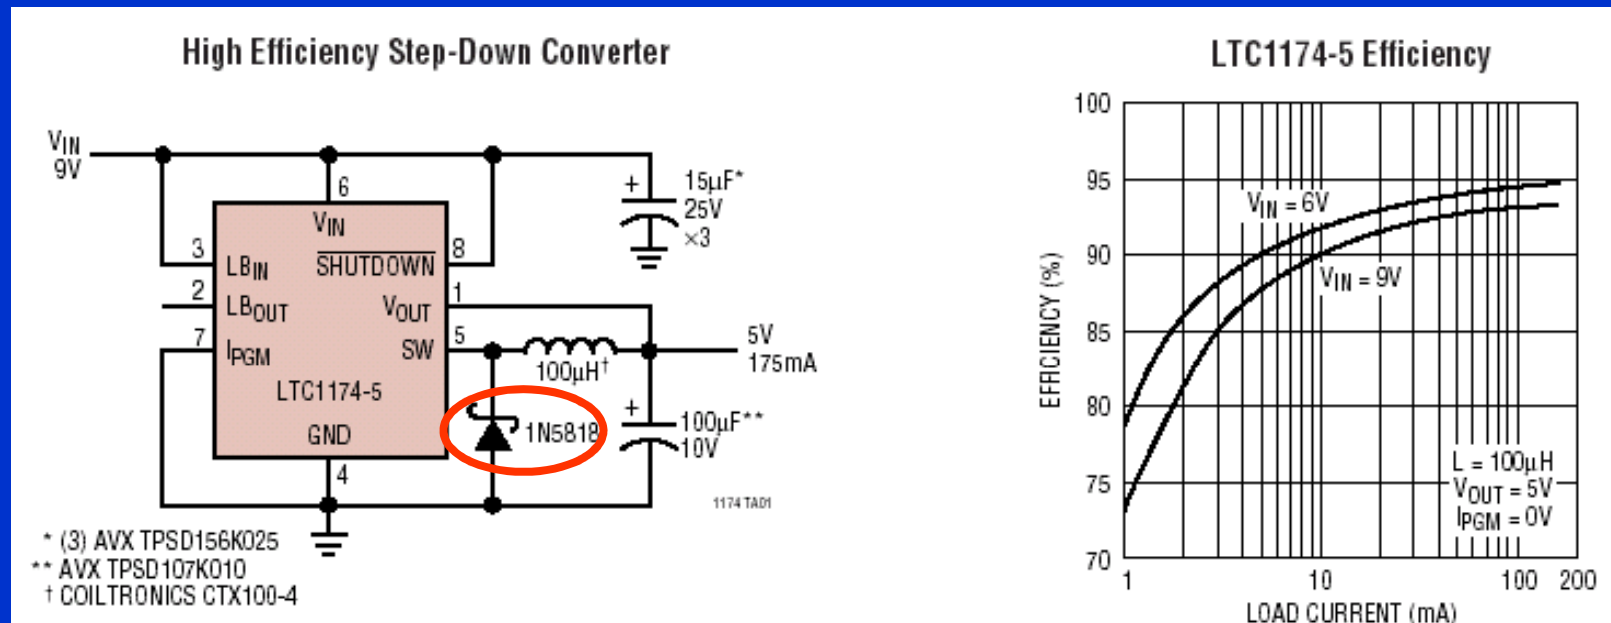 High Efficiency Step-Down Converter
VIN
9V
6
VIN
3
LBIN
SHUTDOWN
8
2
LBOUT
VOUT
1
7
IPGM
SW
5
LTC1174-5
GND
4
15µF*
25V
×3
100µH†
5V
175mA
1N5818
100µF**
10V
1174 TA01
* (3) AVX TPSD156K025
** AVX TPSD107K010
† COILTRONICS CTX100-4
LTC1174-5 Efficiency
EFFICIENCY (%)
100
95
90
85
80
75
70
VIN = 6V
VIN = 9V
L = 100µH
VOUT = 5V
IPGM = 0V
1 10 100 200
LOAD CURRENT (mA)